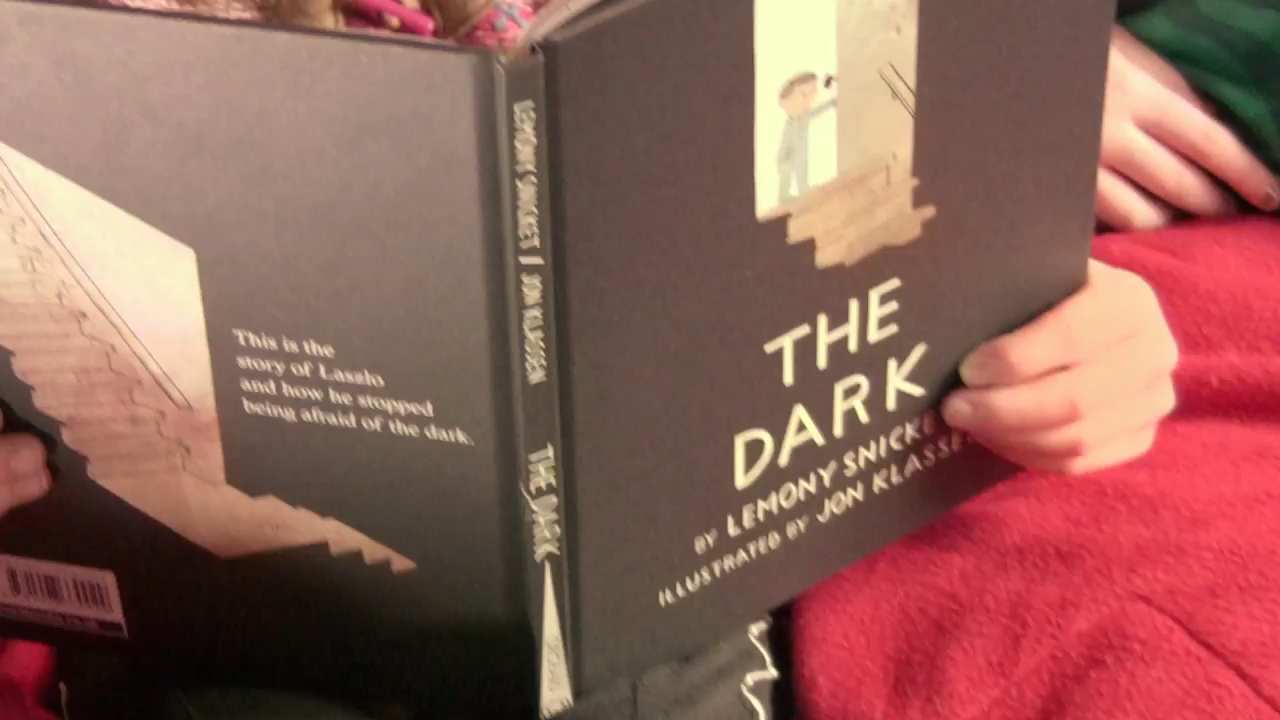 This is the
story of Laszlo
and how he stopped
being afraid of the dark.
LEMONY SNICKET | JON KLASSEN THE DARK
THE
DARK
BY LEMONY SNICKE
ILLUSTRATED BY JON KLASSE